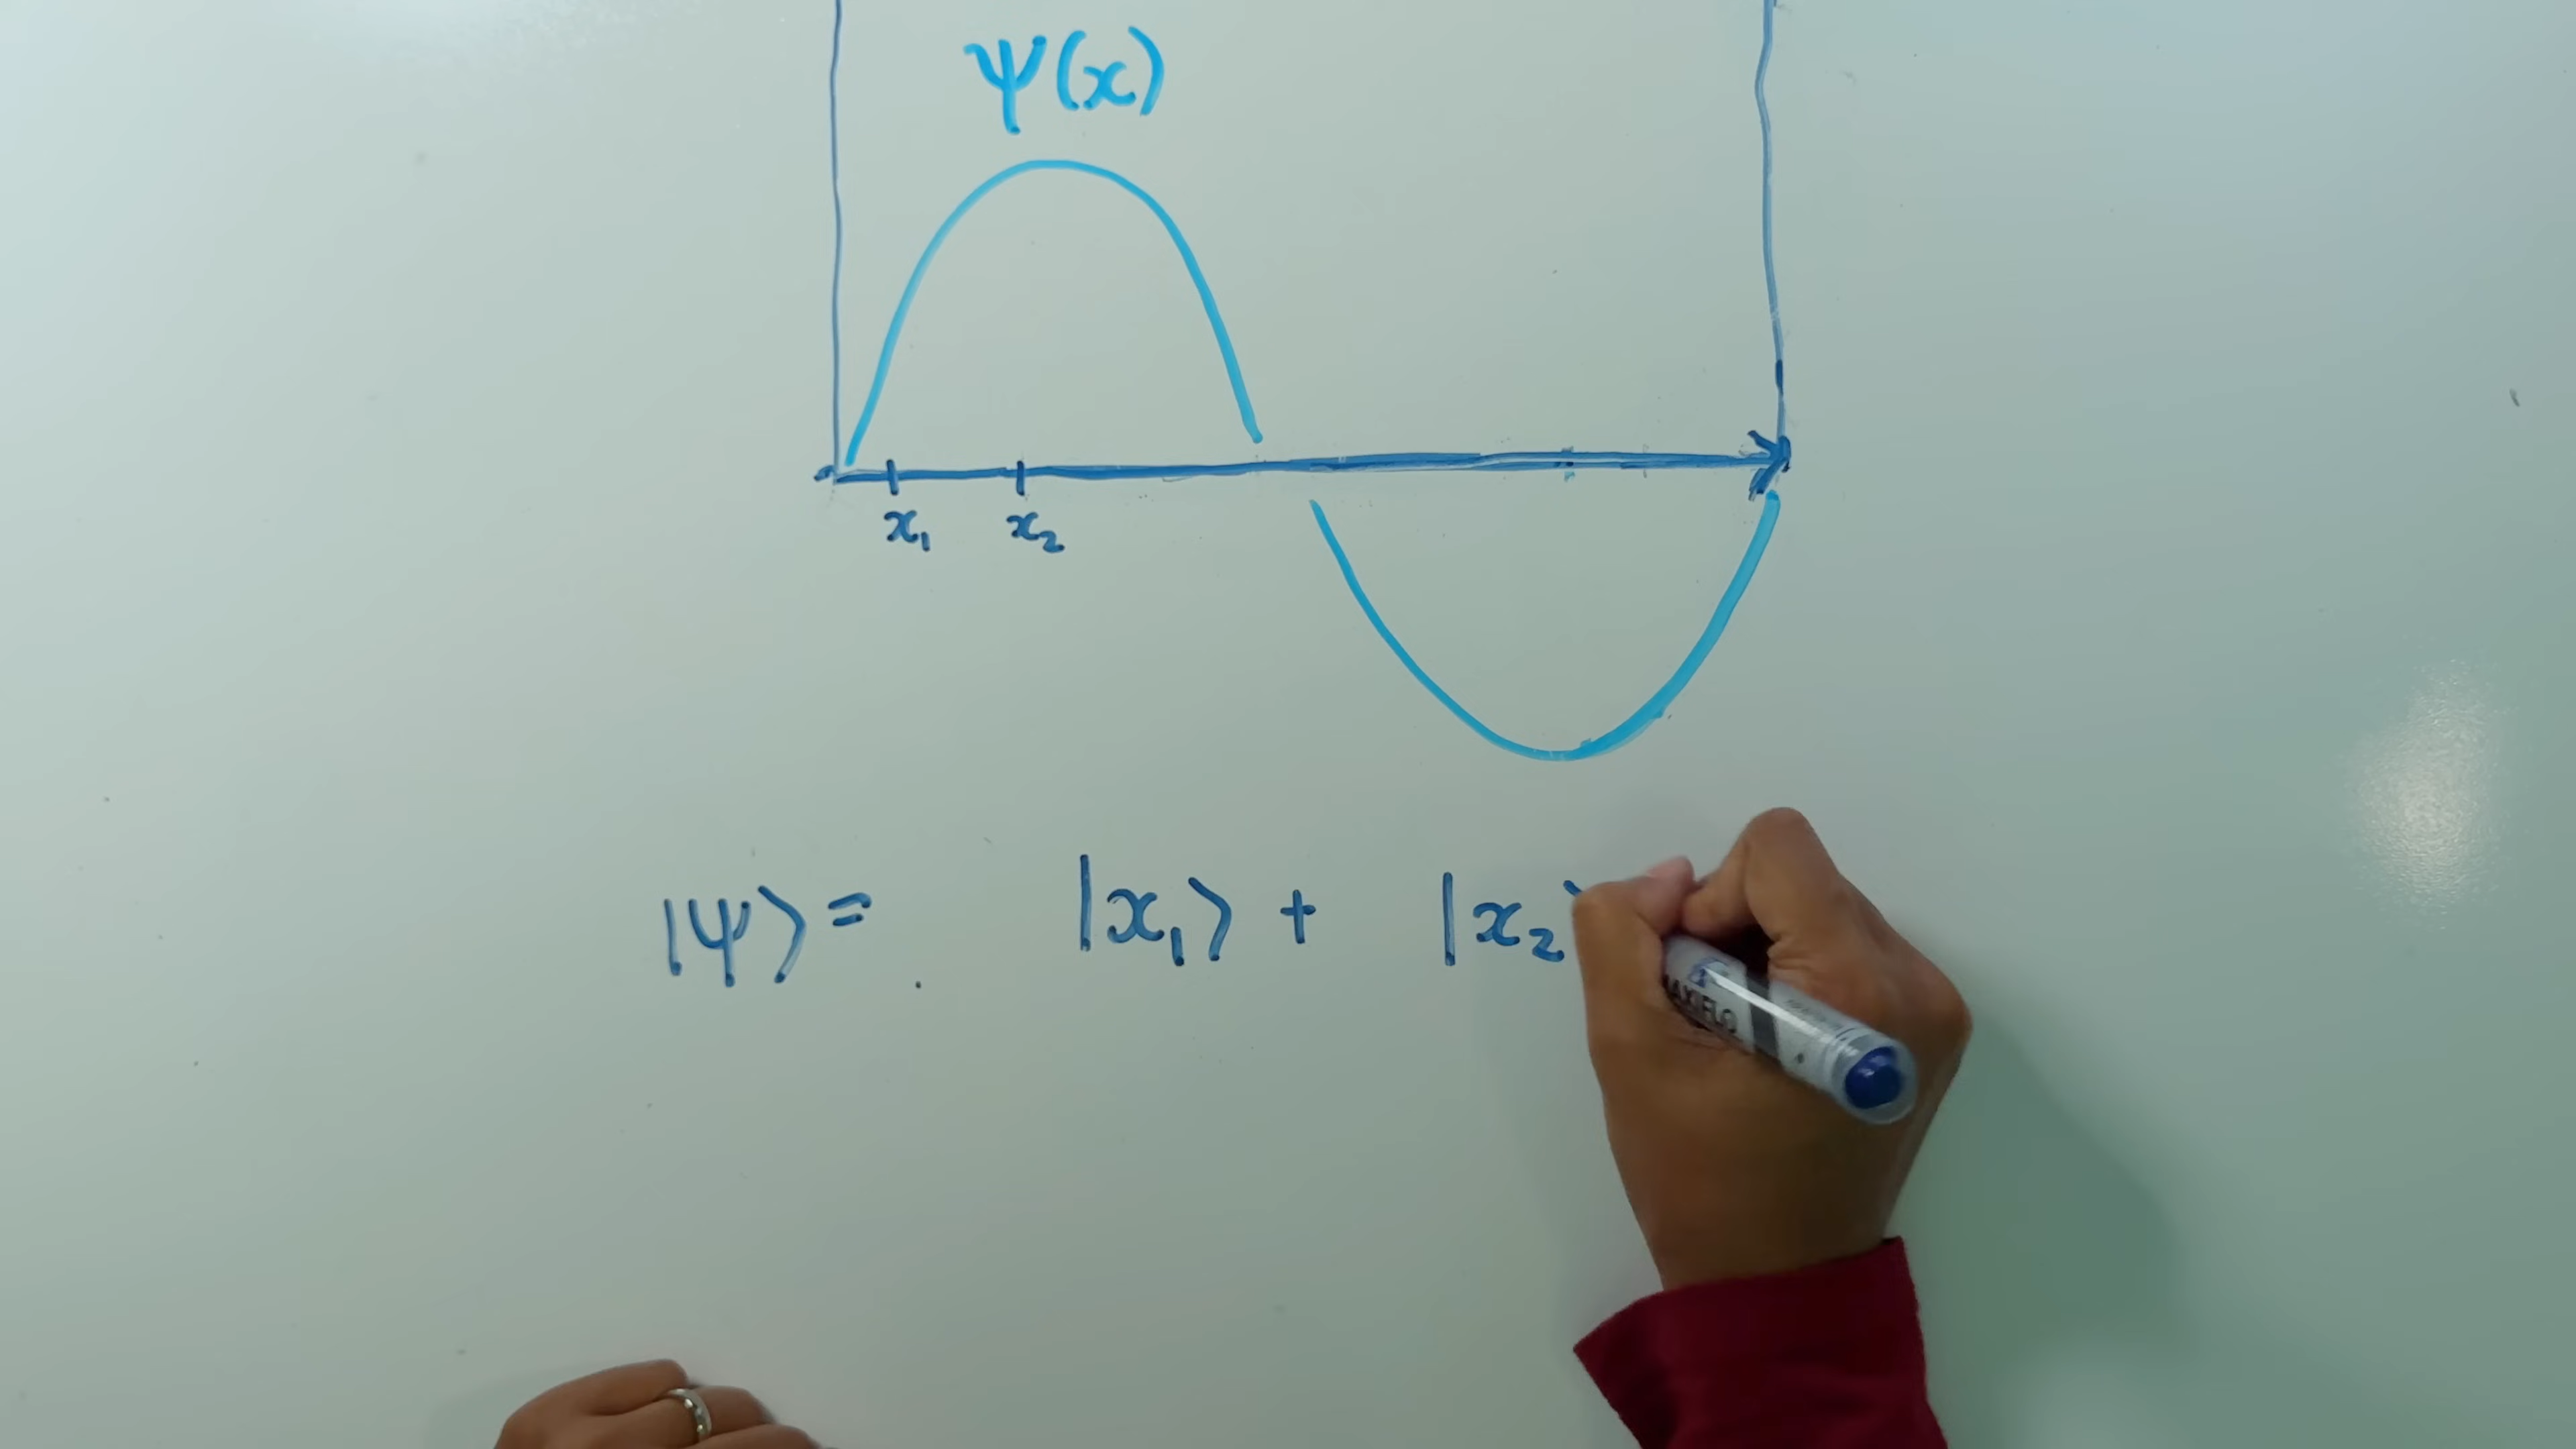 ψ(x)
x₁ x₂
|ψ⟩ = |x₁⟩ + |x₂⟩